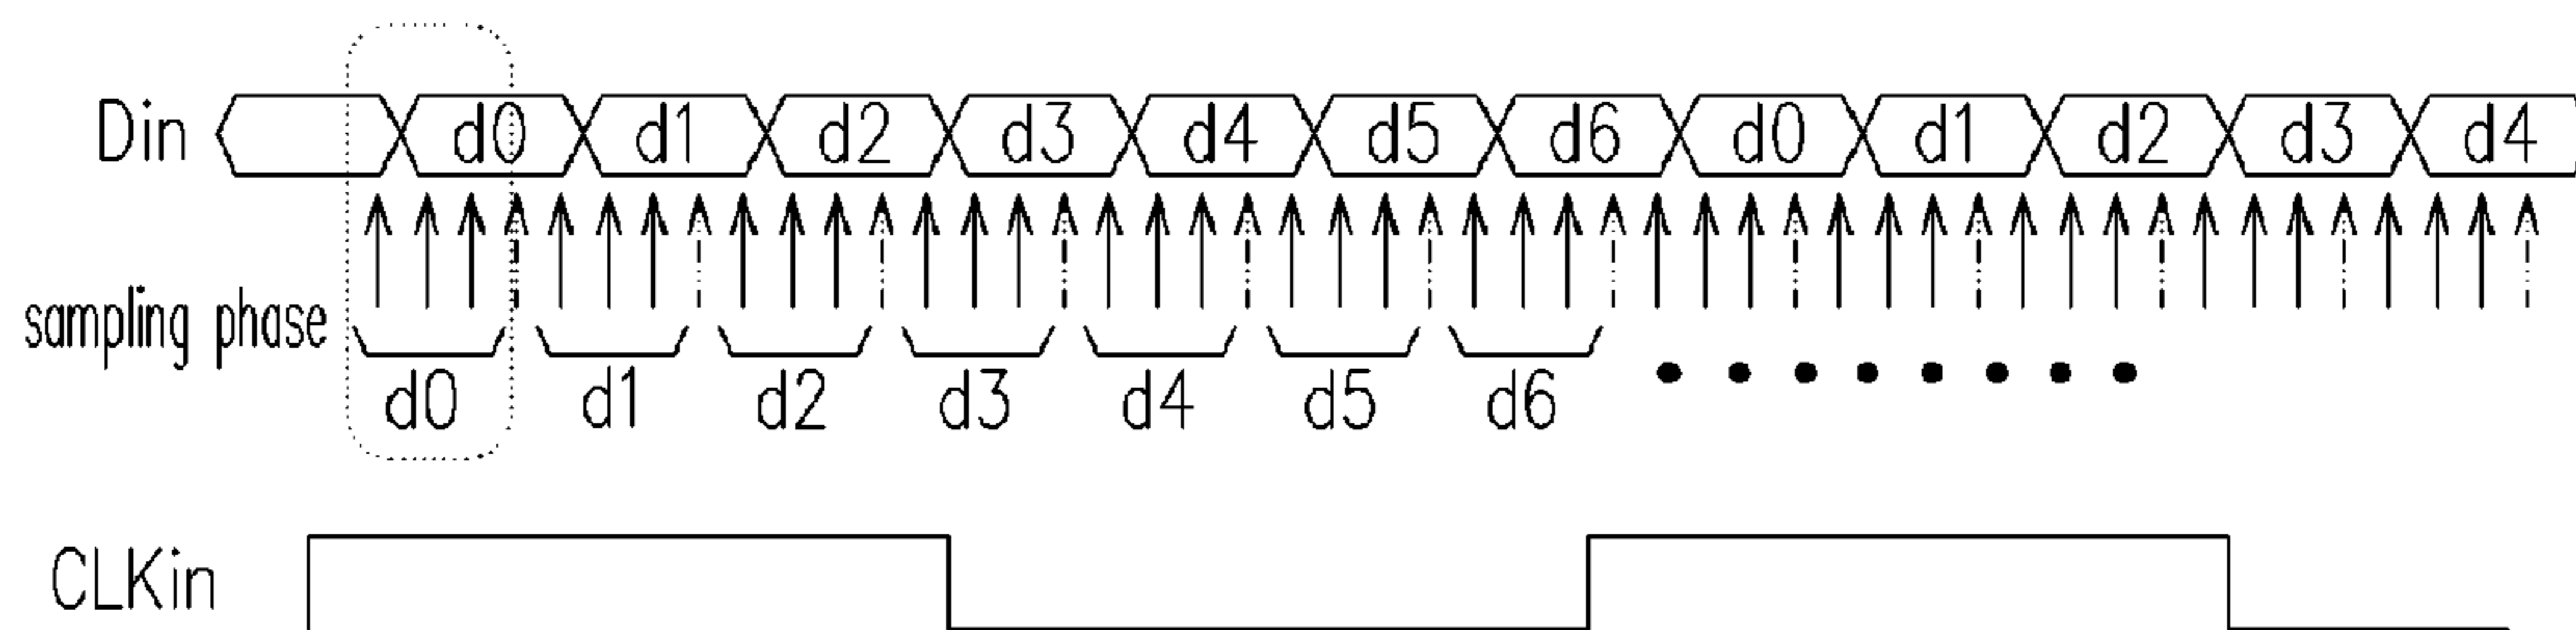 Din d0 d1 d2 d3 d4 d5 d6 d0 d1 d2 d3 d4
sampling phase
d0 d1 d2 d3 d4 d5 d6
CLKin